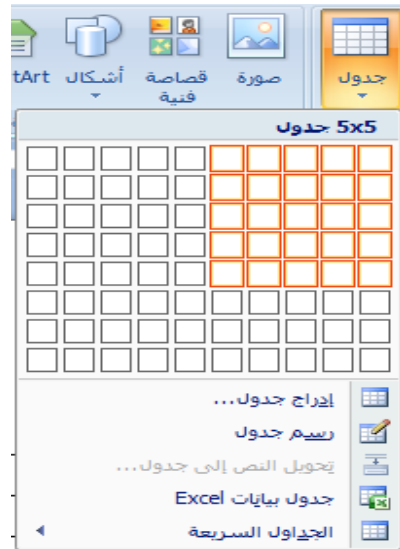 جدول
صورة
قصاصة فنية
أشكال
tArt
5x5 جدول
إدراج جدول...
رسم جدول
تحويل النص إلى جدول...
جدول بيانات Excel
الجداول السريعة